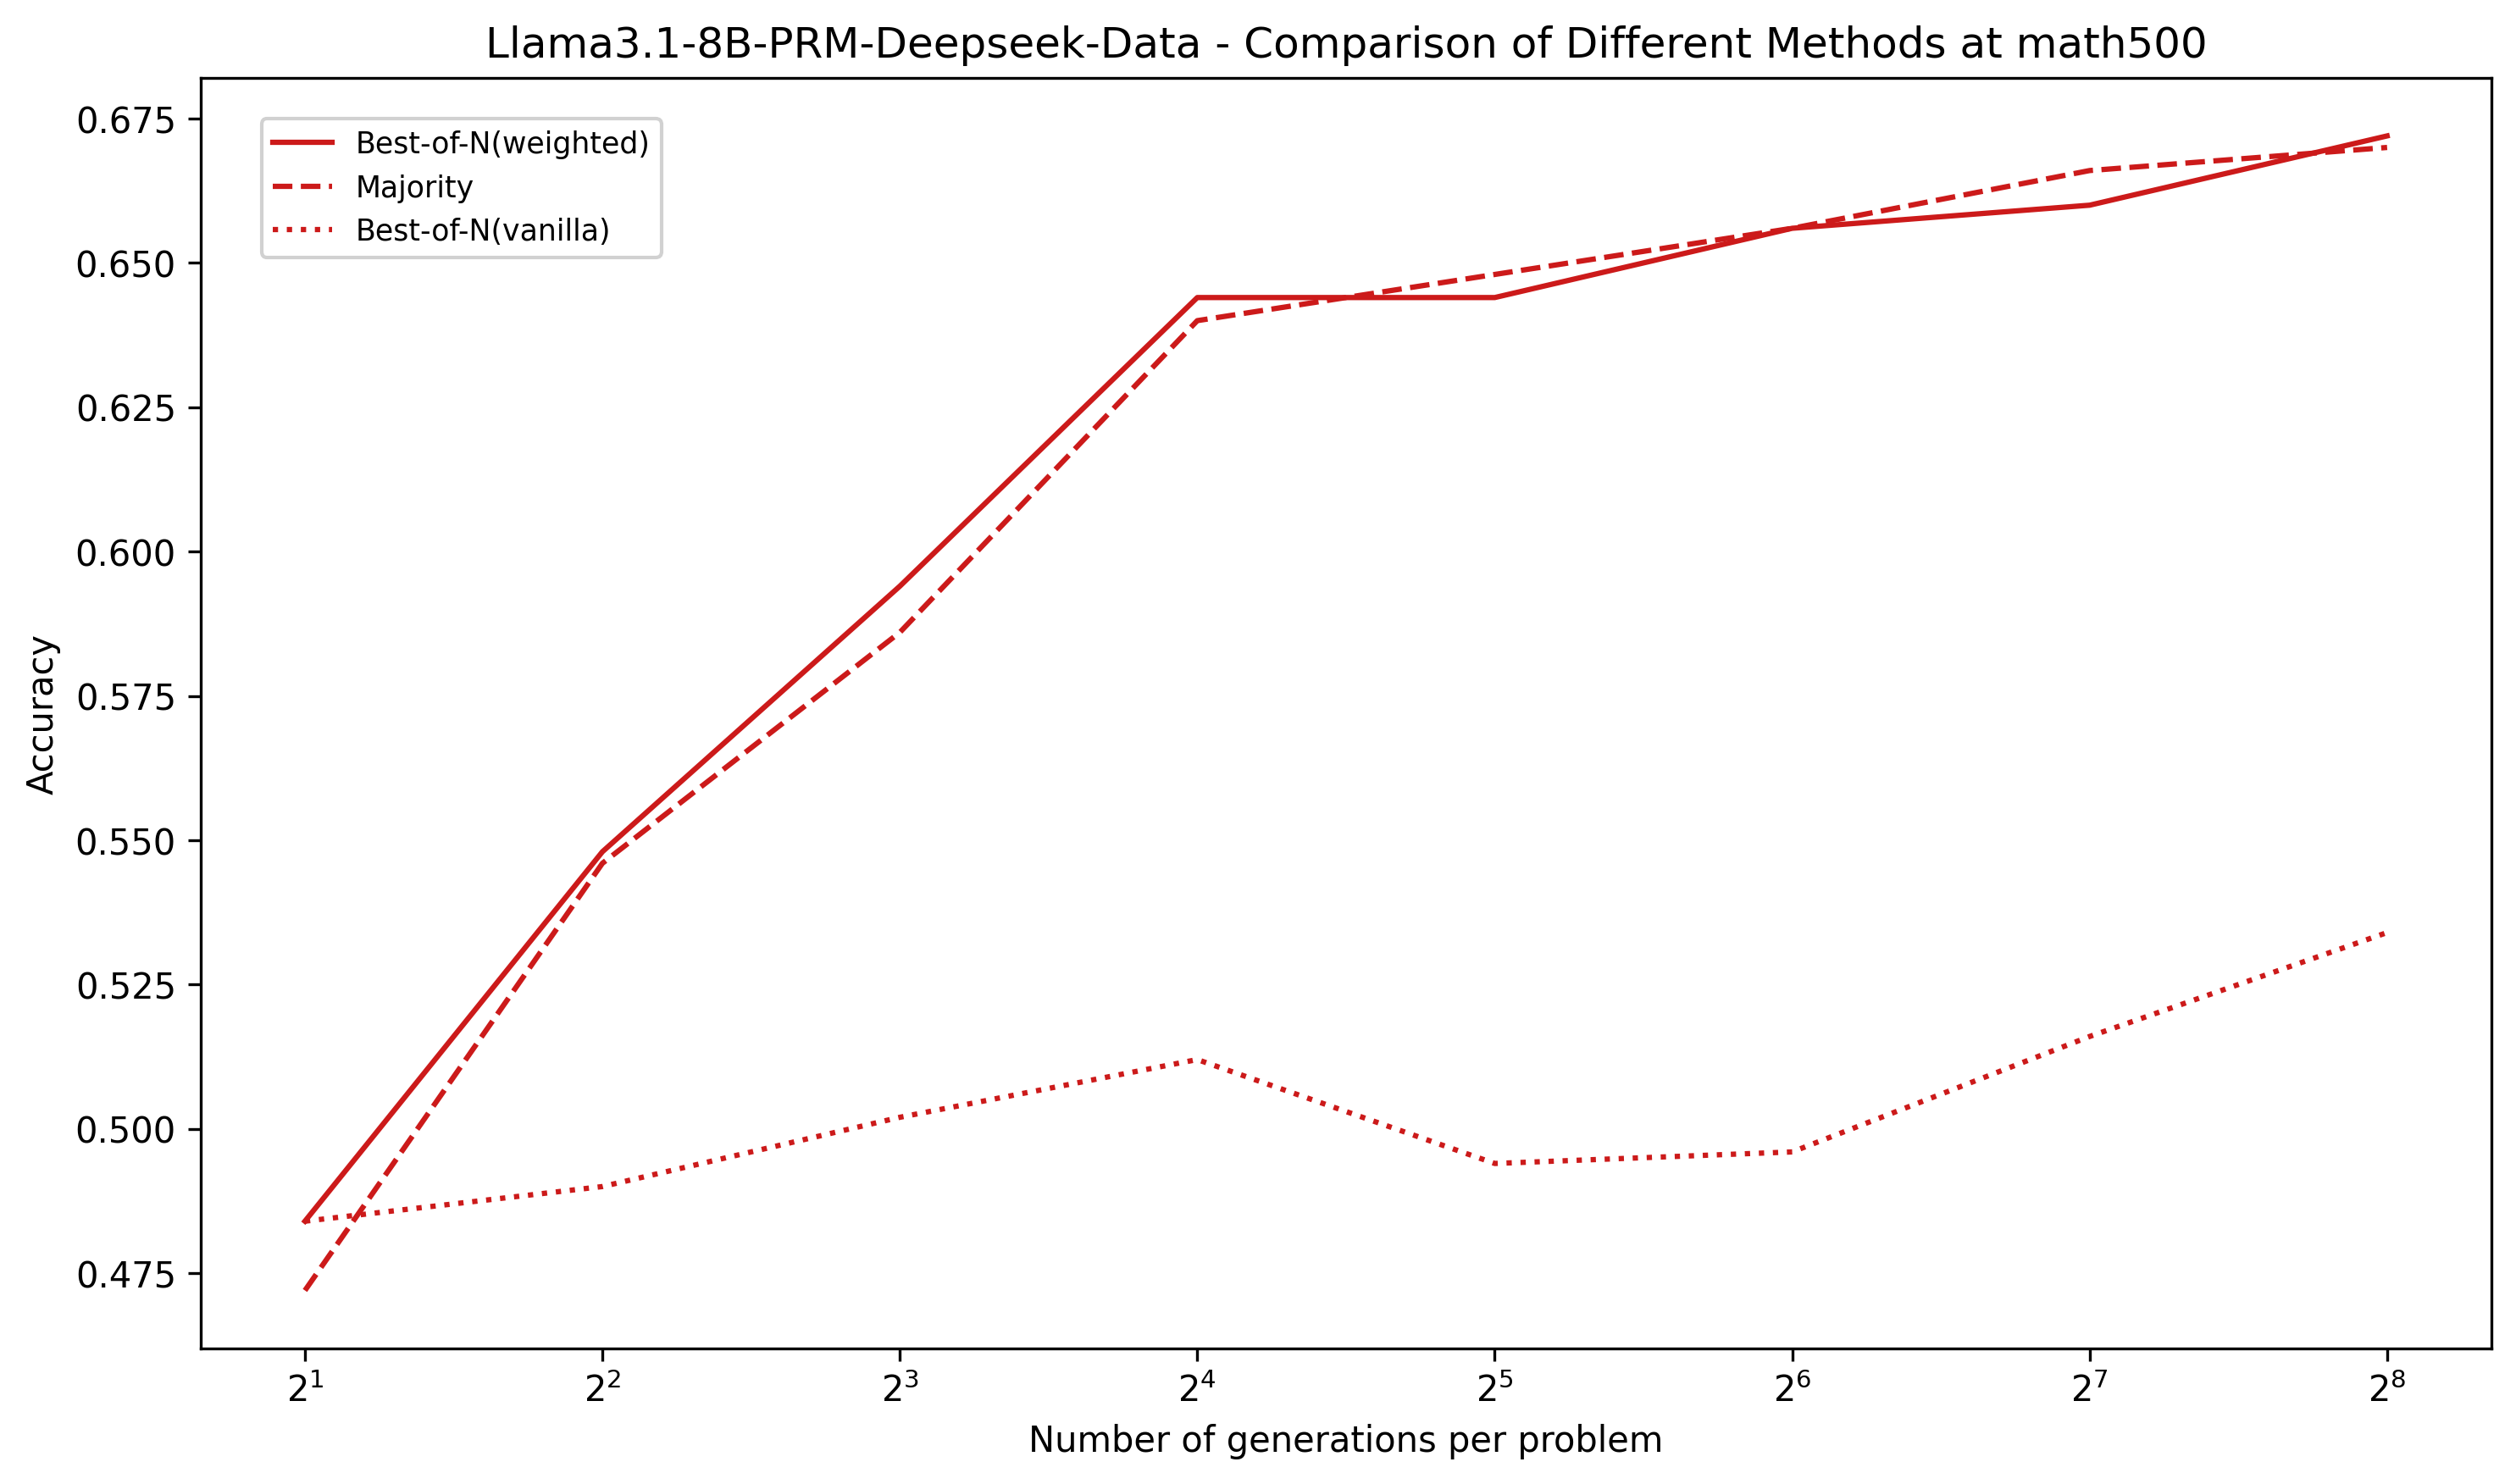 Llama3.1-8B-PRM-Deepseek-Data - Comparison of Different Methods at math500
Best-of-N(weighted)
Majority
Best-of-N(vanilla)
Accuracy
0.675
0.650
0.625
0.600
0.575
0.550
0.525
0.500
0.475
2¹ 2² 2³ 2⁴ 2⁵ 2⁶ 2⁷ 2⁸
Number of generations per problem